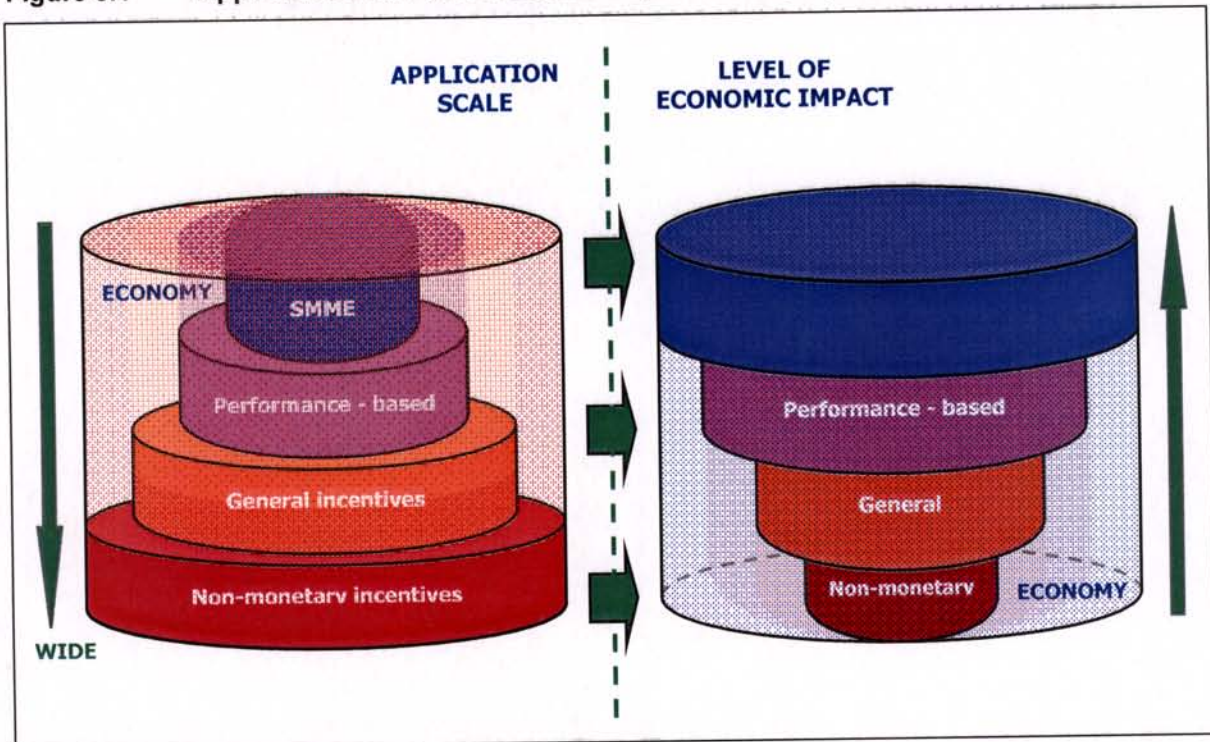 APPLICATION
SCALE
LEVEL OF
ECONOMIC IMPACT
ECONOMY
SMME
Performance - based
General incentives
Non-monetary incentives
WIDE
Performance - based
General
Non-monetary
ECONOMY